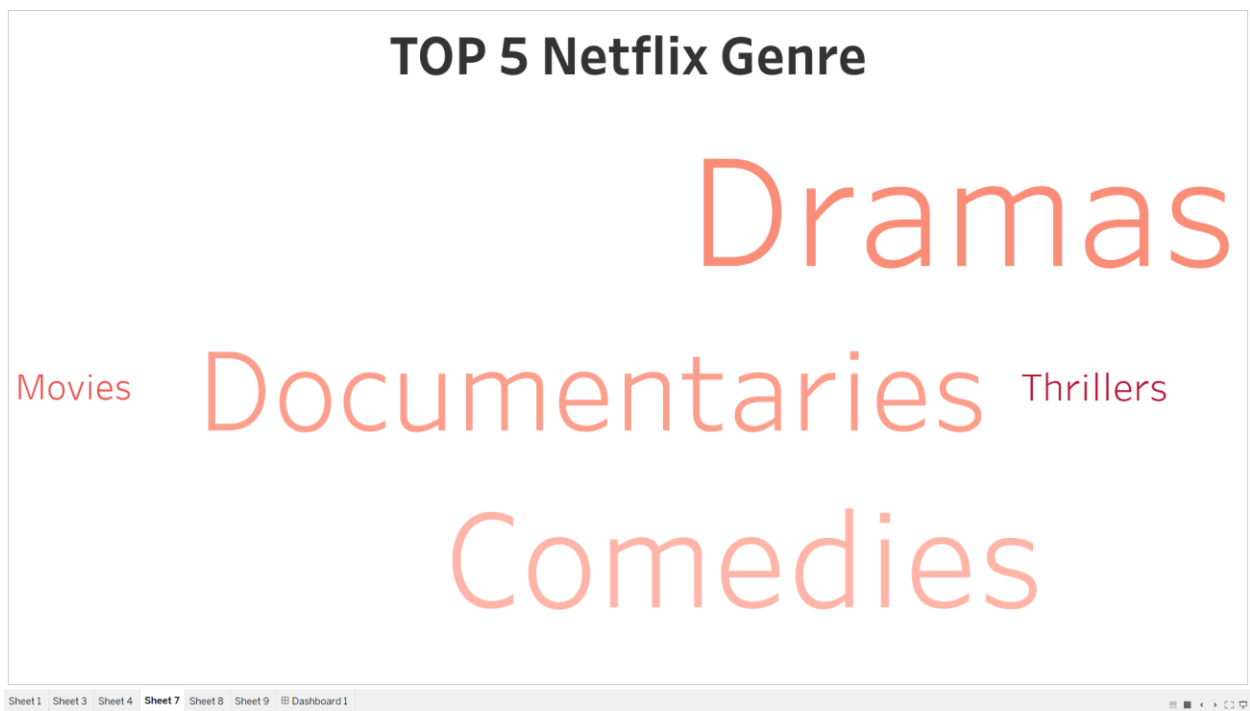 TOP 5 Netflix Genre
Dramas
Movies Documentaries Thrillers
Comedies
Sheet 1 Sheet 3 Sheet 4 Sheet 7 Sheet 8 Sheet 9 Dashboard 1